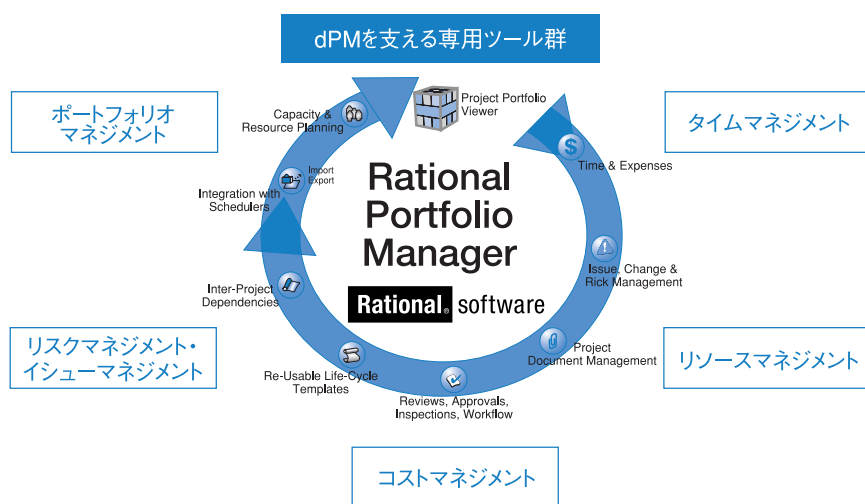 dPMを支える専用ツール群
ポートフォリオ
マネジメント
タイムマネジメント
Project Portfolio
Viewer
Capacity &
Resource Planning
Time & Expenses
Import
Export
Integration with
Schedulers
Rational
Portfolio
Manager
Rational® software
Issue, Change &
Rick Management
Inter-Project
Dependencies
リスクマネジメント・
イシューマネジメント
リソースマネジメント
Project
Document Management
Re-Usable Life-Cycle
Templates
Reviews, Approvals,
Inspections, Workflow
コストマネジメント